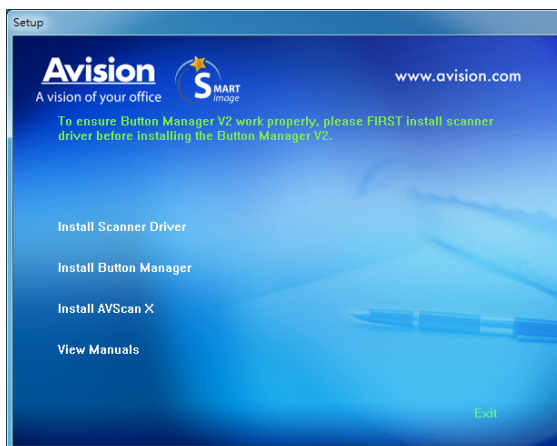 Setup
Avision
A vision of your office
SMART
Image
www.avision.com
To ensure Button Manager V2 work properly, please FIRST install scanner
driver before installing the Button Manager V2.
Install Scanner Driver
Install Button Manager
Install AVScan X
View Manuals
Exit